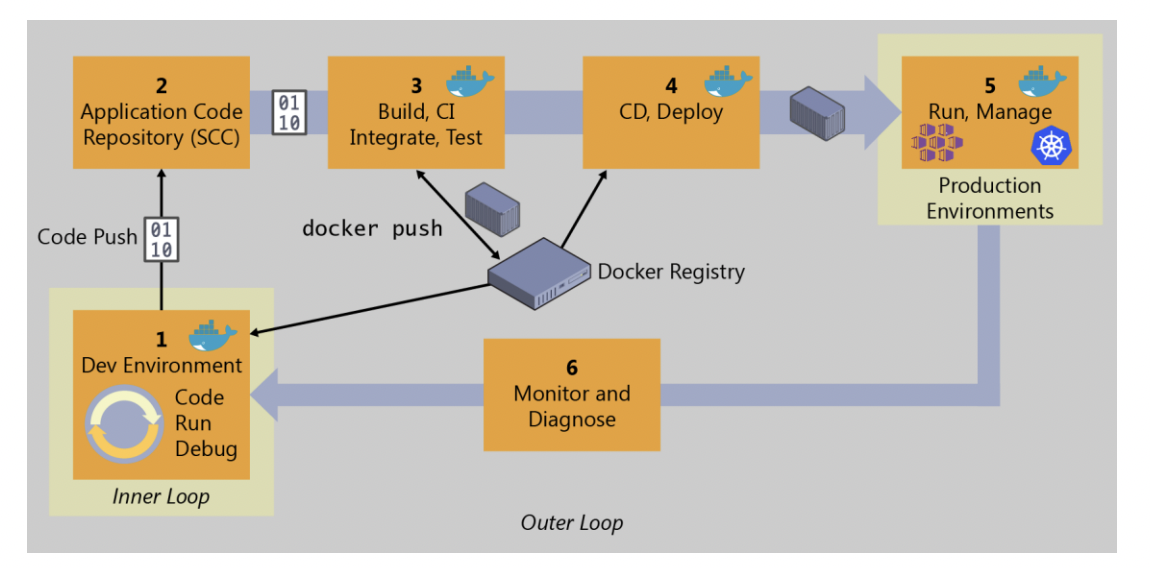 2
Application Code
Repository (SCC)
01
10
3
Build, CI
Integrate, Test
4
CD, Deploy
5
Run, Manage
Production
Environments
Code Push
01
10
docker push
Docker Registry
1
Dev Environment
Code
Run
Debug
Inner Loop
6
Monitor and
Diagnose
Outer Loop